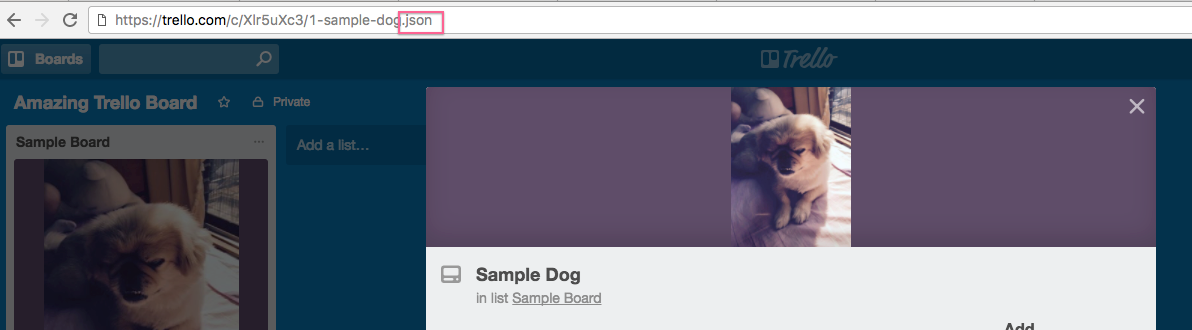 https://trello.com/c/Xlr5uXc3/1-sample-dog.json
Boards
Trello
Amazing Trello Board
Private
Sample Board
...
Add a list…
Sample Dog
in list Sample Board
Add